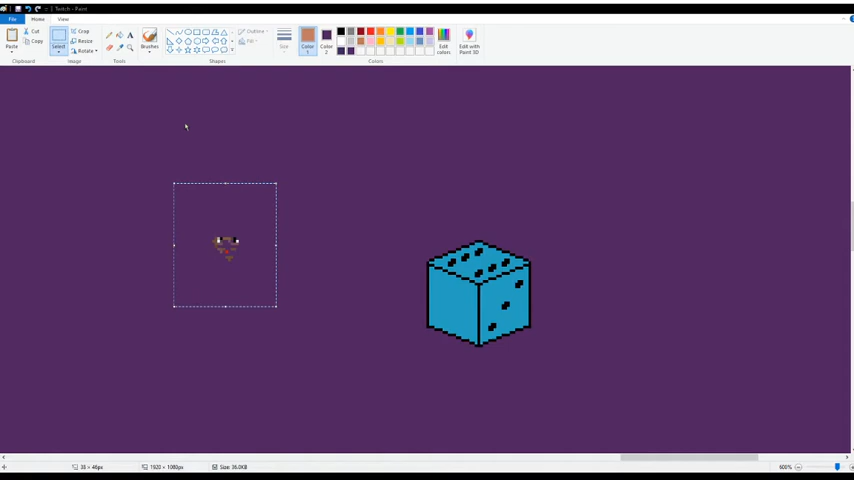 Twitch - Paint
File Home View
Paste
Cut
Copy
Clipboard
Select
Crop
Resize
Rotate
Image
Tools
Brushes
Shapes
Outline
Fill
Size
Color 1
Color 2
Colors
Edit colors
Edit with Paint 3D
38 × 46px
1920 × 1080px
Size: 36.0KB
600%